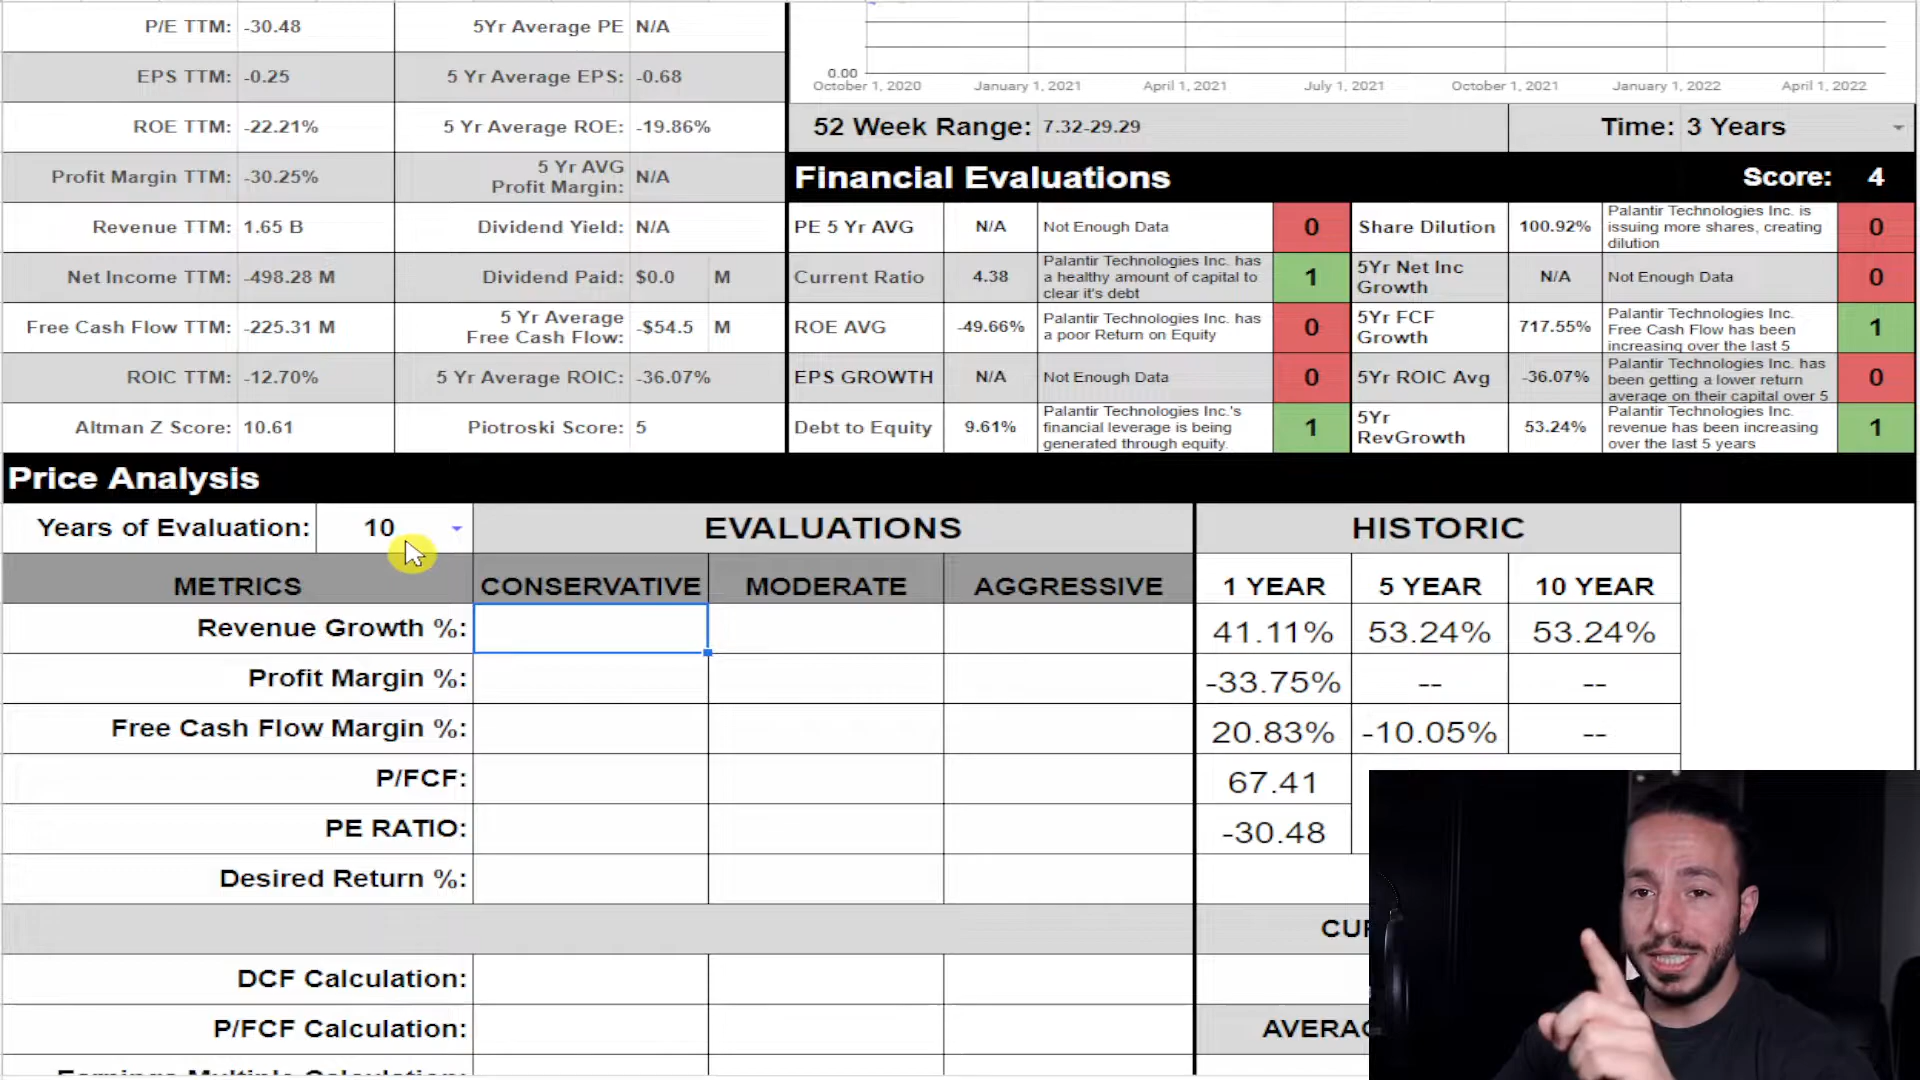 P/E TTM: -30.48 5Yr Average PE N/A
EPS TTM: -0.25 5 Yr Average EPS: -0.68
ROE TTM: -22.21% 5 Yr Average ROE: -19.86%
Profit Margin TTM: -30.25% 5 Yr AVG Profit Margin: N/A
Revenue TTM: 1.65 B Dividend Yield: N/A
Net Income TTM: -498.28 M Dividend Paid: $0.0 M
Free Cash Flow TTM: -225.31 M 5 Yr Average Free Cash Flow: -$54.5 M
ROIC TTM: -12.70% 5 Yr Average ROIC: -36.07%
Altman Z Score: 10.61 Piotroski Score: 5
0.00
October 1, 2020 January 1, 2021 April 1, 2021 July 1, 2021 October 1, 2021 January 1, 2022 April 1, 2022
52 Week Range: 7.32-29.29 Time: 3 Years
Financial Evaluations Score: 4
PE 5 Yr AVG N/A Not Enough Data 0
Current Ratio 4.38 Palantir Technologies Inc. has a healthy amount of capital to clear it's debt 1
ROE AVG -49.66% Palantir Technologies Inc. has a poor Return on Equity 0
EPS GROWTH N/A Not Enough Data 0
Debt to Equity 9.61% Palantir Technologies Inc.'s financial leverage is being generated through equity. 1
Share Dilution 100.92% Palantir Technologies Inc. is issuing more shares, creating dilution 0
5Yr Net Inc Growth N/A Not Enough Data 0
5Yr FCF Growth 717.55% Palantir Technologies Inc. Free Cash Flow has been increasing over the last 5 1
5Yr ROIC Avg -36.07% Palantir Technologies Inc. has been getting a lower return average on their capital over 5 0
5Yr RevGrowth 53.24% Palantir Technologies Inc. revenue has been increasing over the last 5 years 1
Price Analysis
Years of Evaluation: 10 EVALUATIONS HISTORIC
METRICS CONSERVATIVE MODERATE AGGRESSIVE 1 YEAR 5 YEAR 10 YEAR
Revenue Growth %: 41.11% 53.24% 53.24%
Profit Margin %: -33.75% -- --
Free Cash Flow Margin %: 20.83% -10.05% --
P/FCF: 67.41
PE RATIO: -30.48
Desired Return %:
DCF Calculation:
P/FCF Calculation: